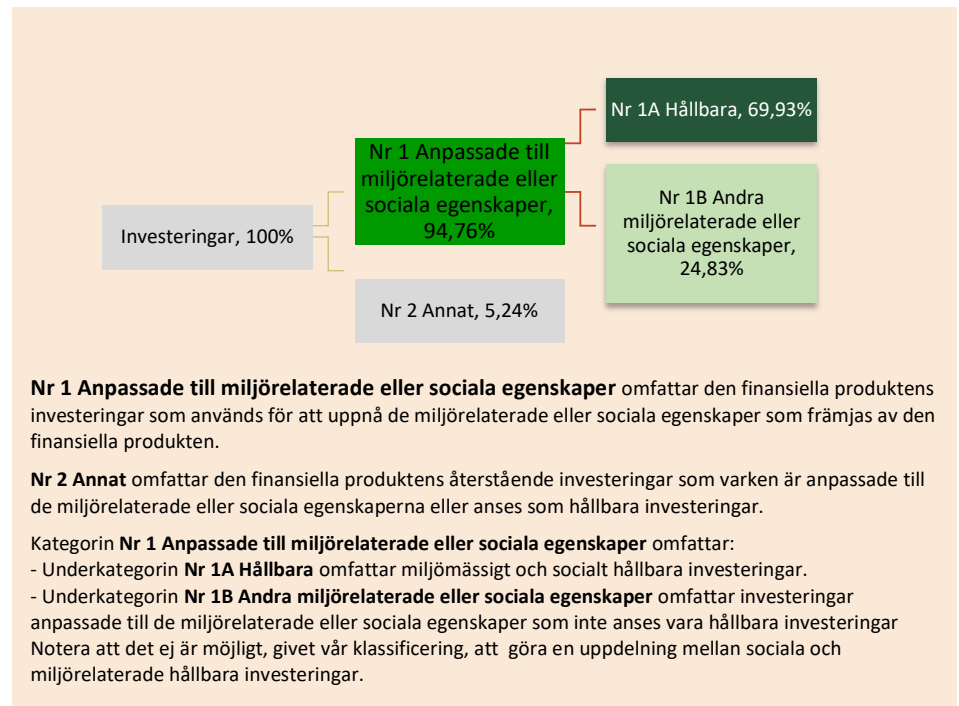 Nr 1A Hållbara, 69,93%
Nr 1 Anpassade till
miljörelaterade eller
sociala egenskaper,
94,76%
Nr 1B Andra
miljörelaterade eller
sociala egenskaper,
24,83%
Investeringar, 100%
Nr 2 Annat, 5,24%
Nr 1 Anpassade till miljörelaterade eller sociala egenskaper omfattar den finansiella produktens
investeringar som används för att uppnå de miljörelaterade eller sociala egenskaper som främjas av den
finansiella produkten.
Nr 2 Annat omfattar den finansiella produktens återstående investeringar som varken är anpassade till
de miljörelaterade eller sociala egenskaperna eller anses som hållbara investeringar.
Kategorin Nr 1 Anpassade till miljörelaterade eller sociala egenskaper omfattar:
- Underkategorin Nr 1A Hållbara omfattar miljömässigt och socialt hållbara investeringar.
- Underkategorin Nr 1B Andra miljörelaterade eller sociala egenskaper omfattar investeringar
anpassade till de miljörelaterade eller sociala egenskaper som inte anses vara hållbara investeringar
Notera att det ej är möjligt, givet vår klassificering, att göra en uppdelning mellan sociala och
miljörelaterade hållbara investeringar.